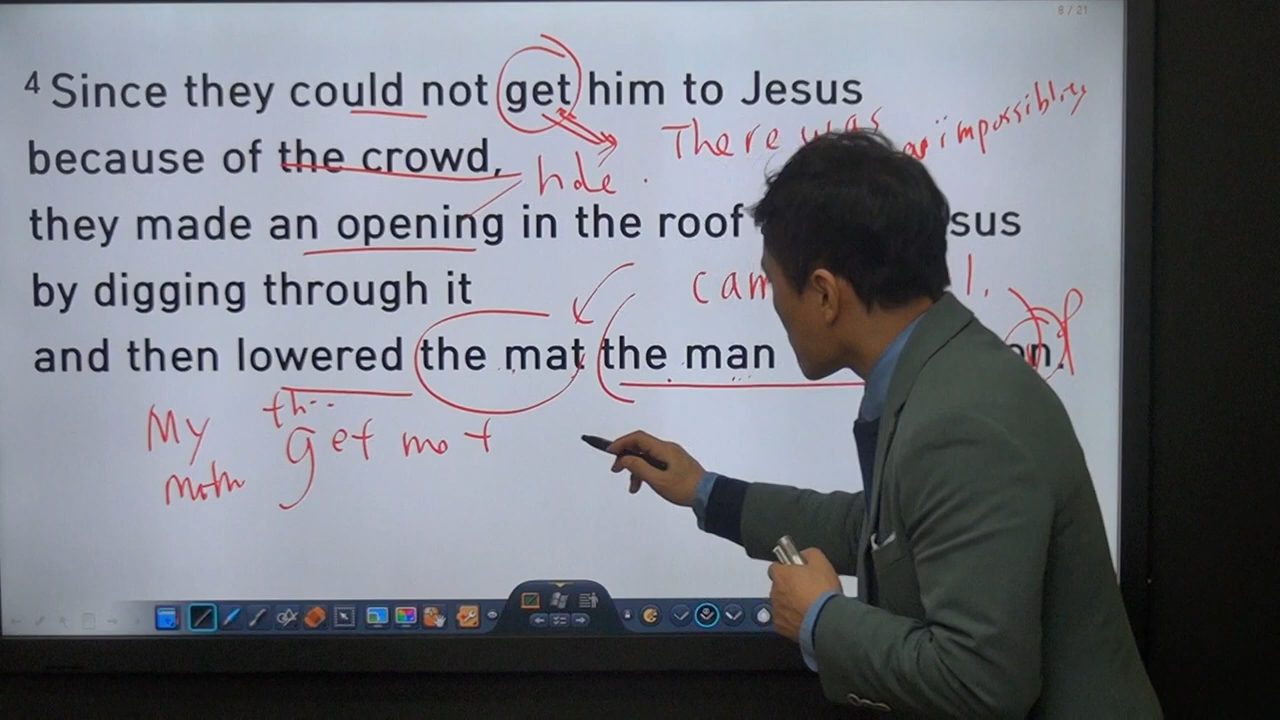 8 / 21
4 Since they could not get him to Jesus
There was impossiblity
because of the crowd,
hole.
they made an opening in the roof sus
by digging through it
and then lowered the mat the man on.
My th..
get mo t
mom